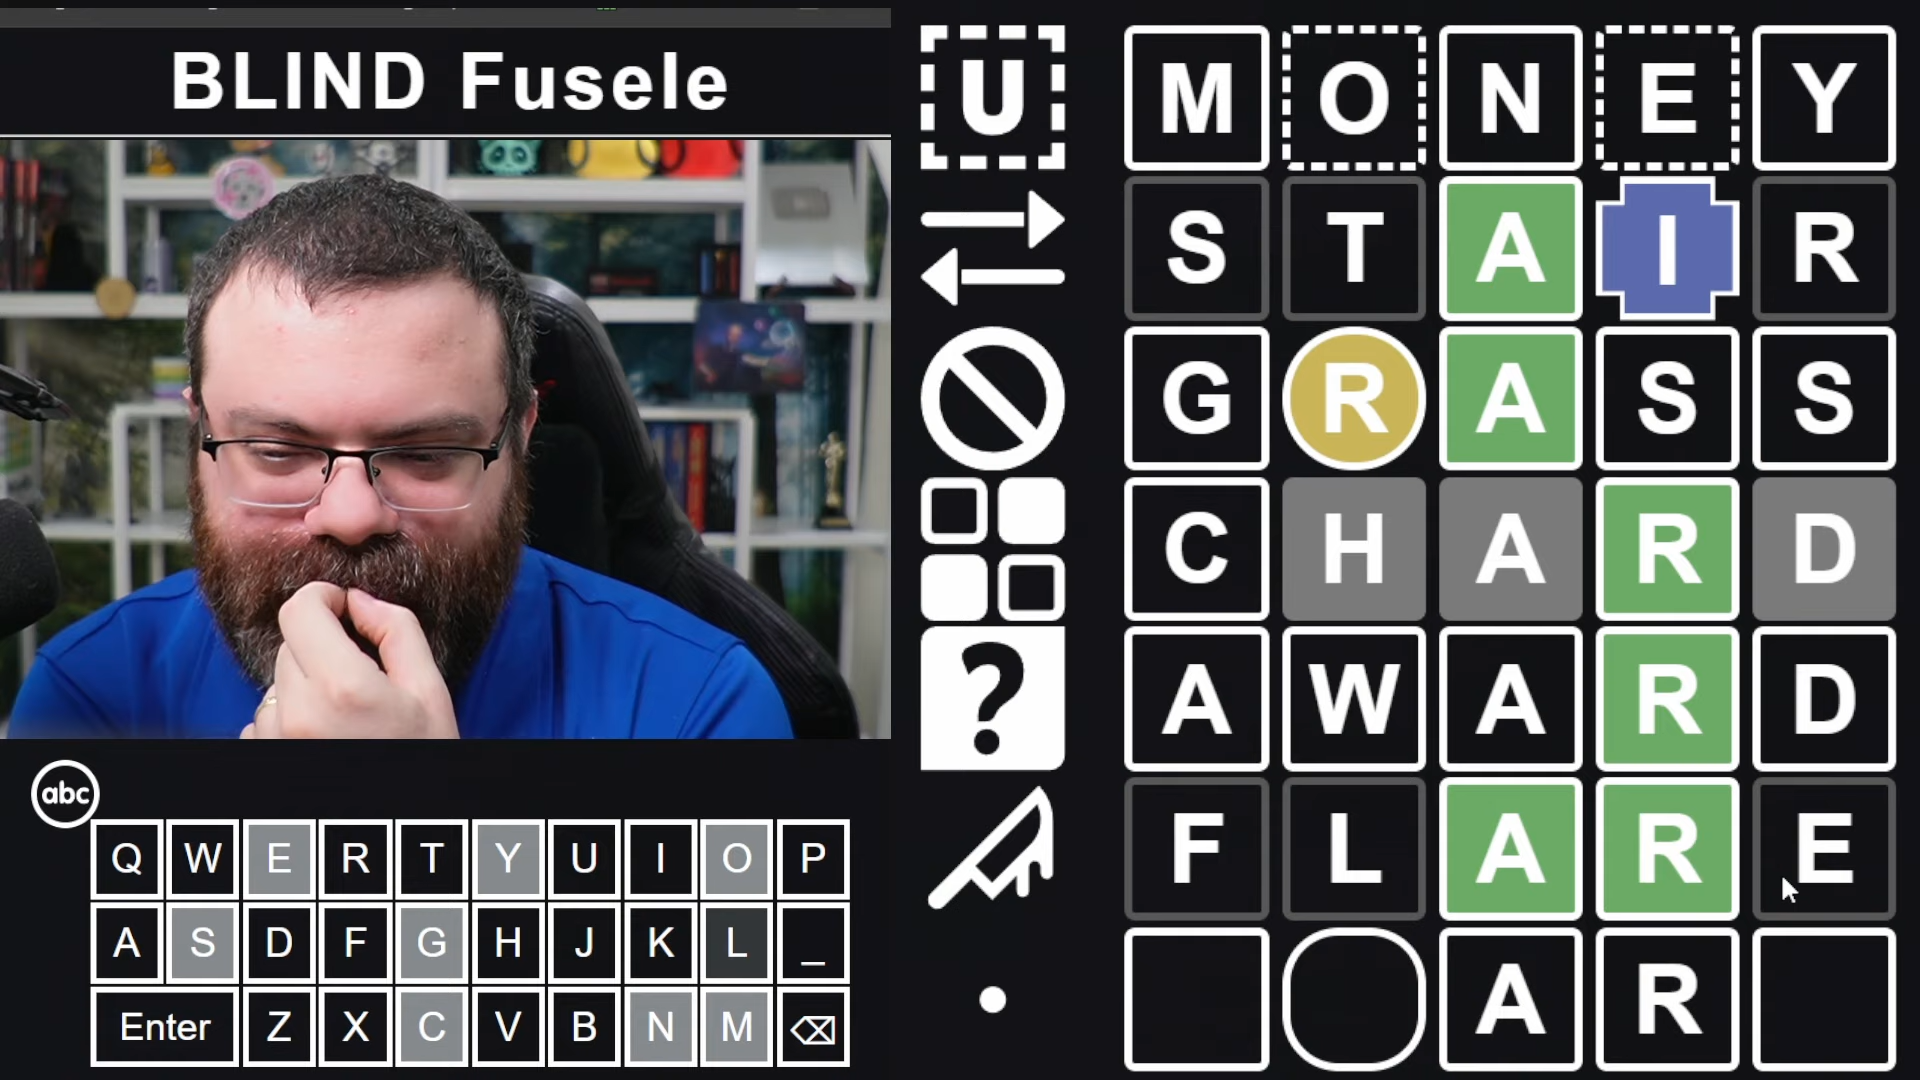 BLIND Fusele
U M O N E Y
S T A I R
G R A S S
C H A R D
? A W A R D
F L A R E
A R
abc
Q W E R T Y U I O P
A S D F G H J K L _
Enter Z X C V B N M